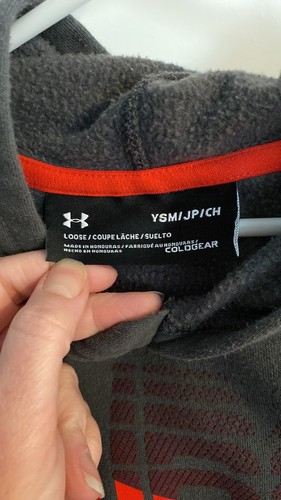 YSM/JP/CH
LOOSE/COUPE LÂCHE/SUELTO
MADE IN HONDURAS/FABRIQUÉ AU HONDURAS/
HECHO EN HONDURAS
COLDGEAR